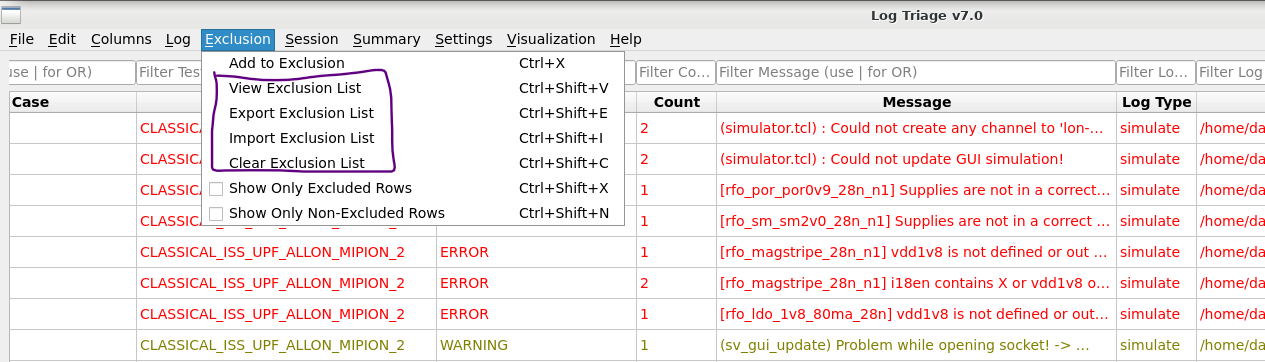 Log Triage v7.0
File Edit Columns Log Exclusion Session Summary Settings Visualization Help
Add to Exclusion Ctrl+X
View Exclusion List Ctrl+Shift+V
Export Exclusion List Ctrl+Shift+E
Import Exclusion List Ctrl+Shift+I
Clear Exclusion List Ctrl+Shift+C
Show Only Excluded Rows Ctrl+Shift+X
Show Only Non-Excluded Rows Ctrl+Shift+N
use | for OR) Filter Tes Filter Co... Filter Message (use | for OR) Filter Lo... Filter Log
Case Count Message Log Type
CLASSICA 2 (simulator.tcl) : Could not create any channel to 'lon-... simulate /home/da
CLASSICA 2 (simulator.tcl) : Could not update GUI simulation! simulate /home/da
CLASSICA 1 [rfo_por_por0v9_28n_n1] Supplies are not in a correct... simulate /home/da
CLASSICA 1 [rfo_sm_sm2v0_28n_n1] Supplies are not in a correct ... simulate /home/da
CLASSICAL_ISS_UPF_ALLON_MIPION_2 ERROR 1 [rfo_magstripe_28n_n1] vdd1v8 is not defined or out ... simulate /home/da
CLASSICAL_ISS_UPF_ALLON_MIPION_2 ERROR 2 [rfo_magstripe_28n_n1] i18en contains X or vdd1v8 o... simulate /home/da
CLASSICAL_ISS_UPF_ALLON_MIPION_2 ERROR 1 [rfo_ldo_1v8_80ma_28n] vdd1v8 is not defined or out... simulate /home/da
CLASSICAL_ISS_UPF_ALLON_MIPION_2 WARNING 1 (sv_gui_update) Problem while opening socket! -> ... simulate /home/da